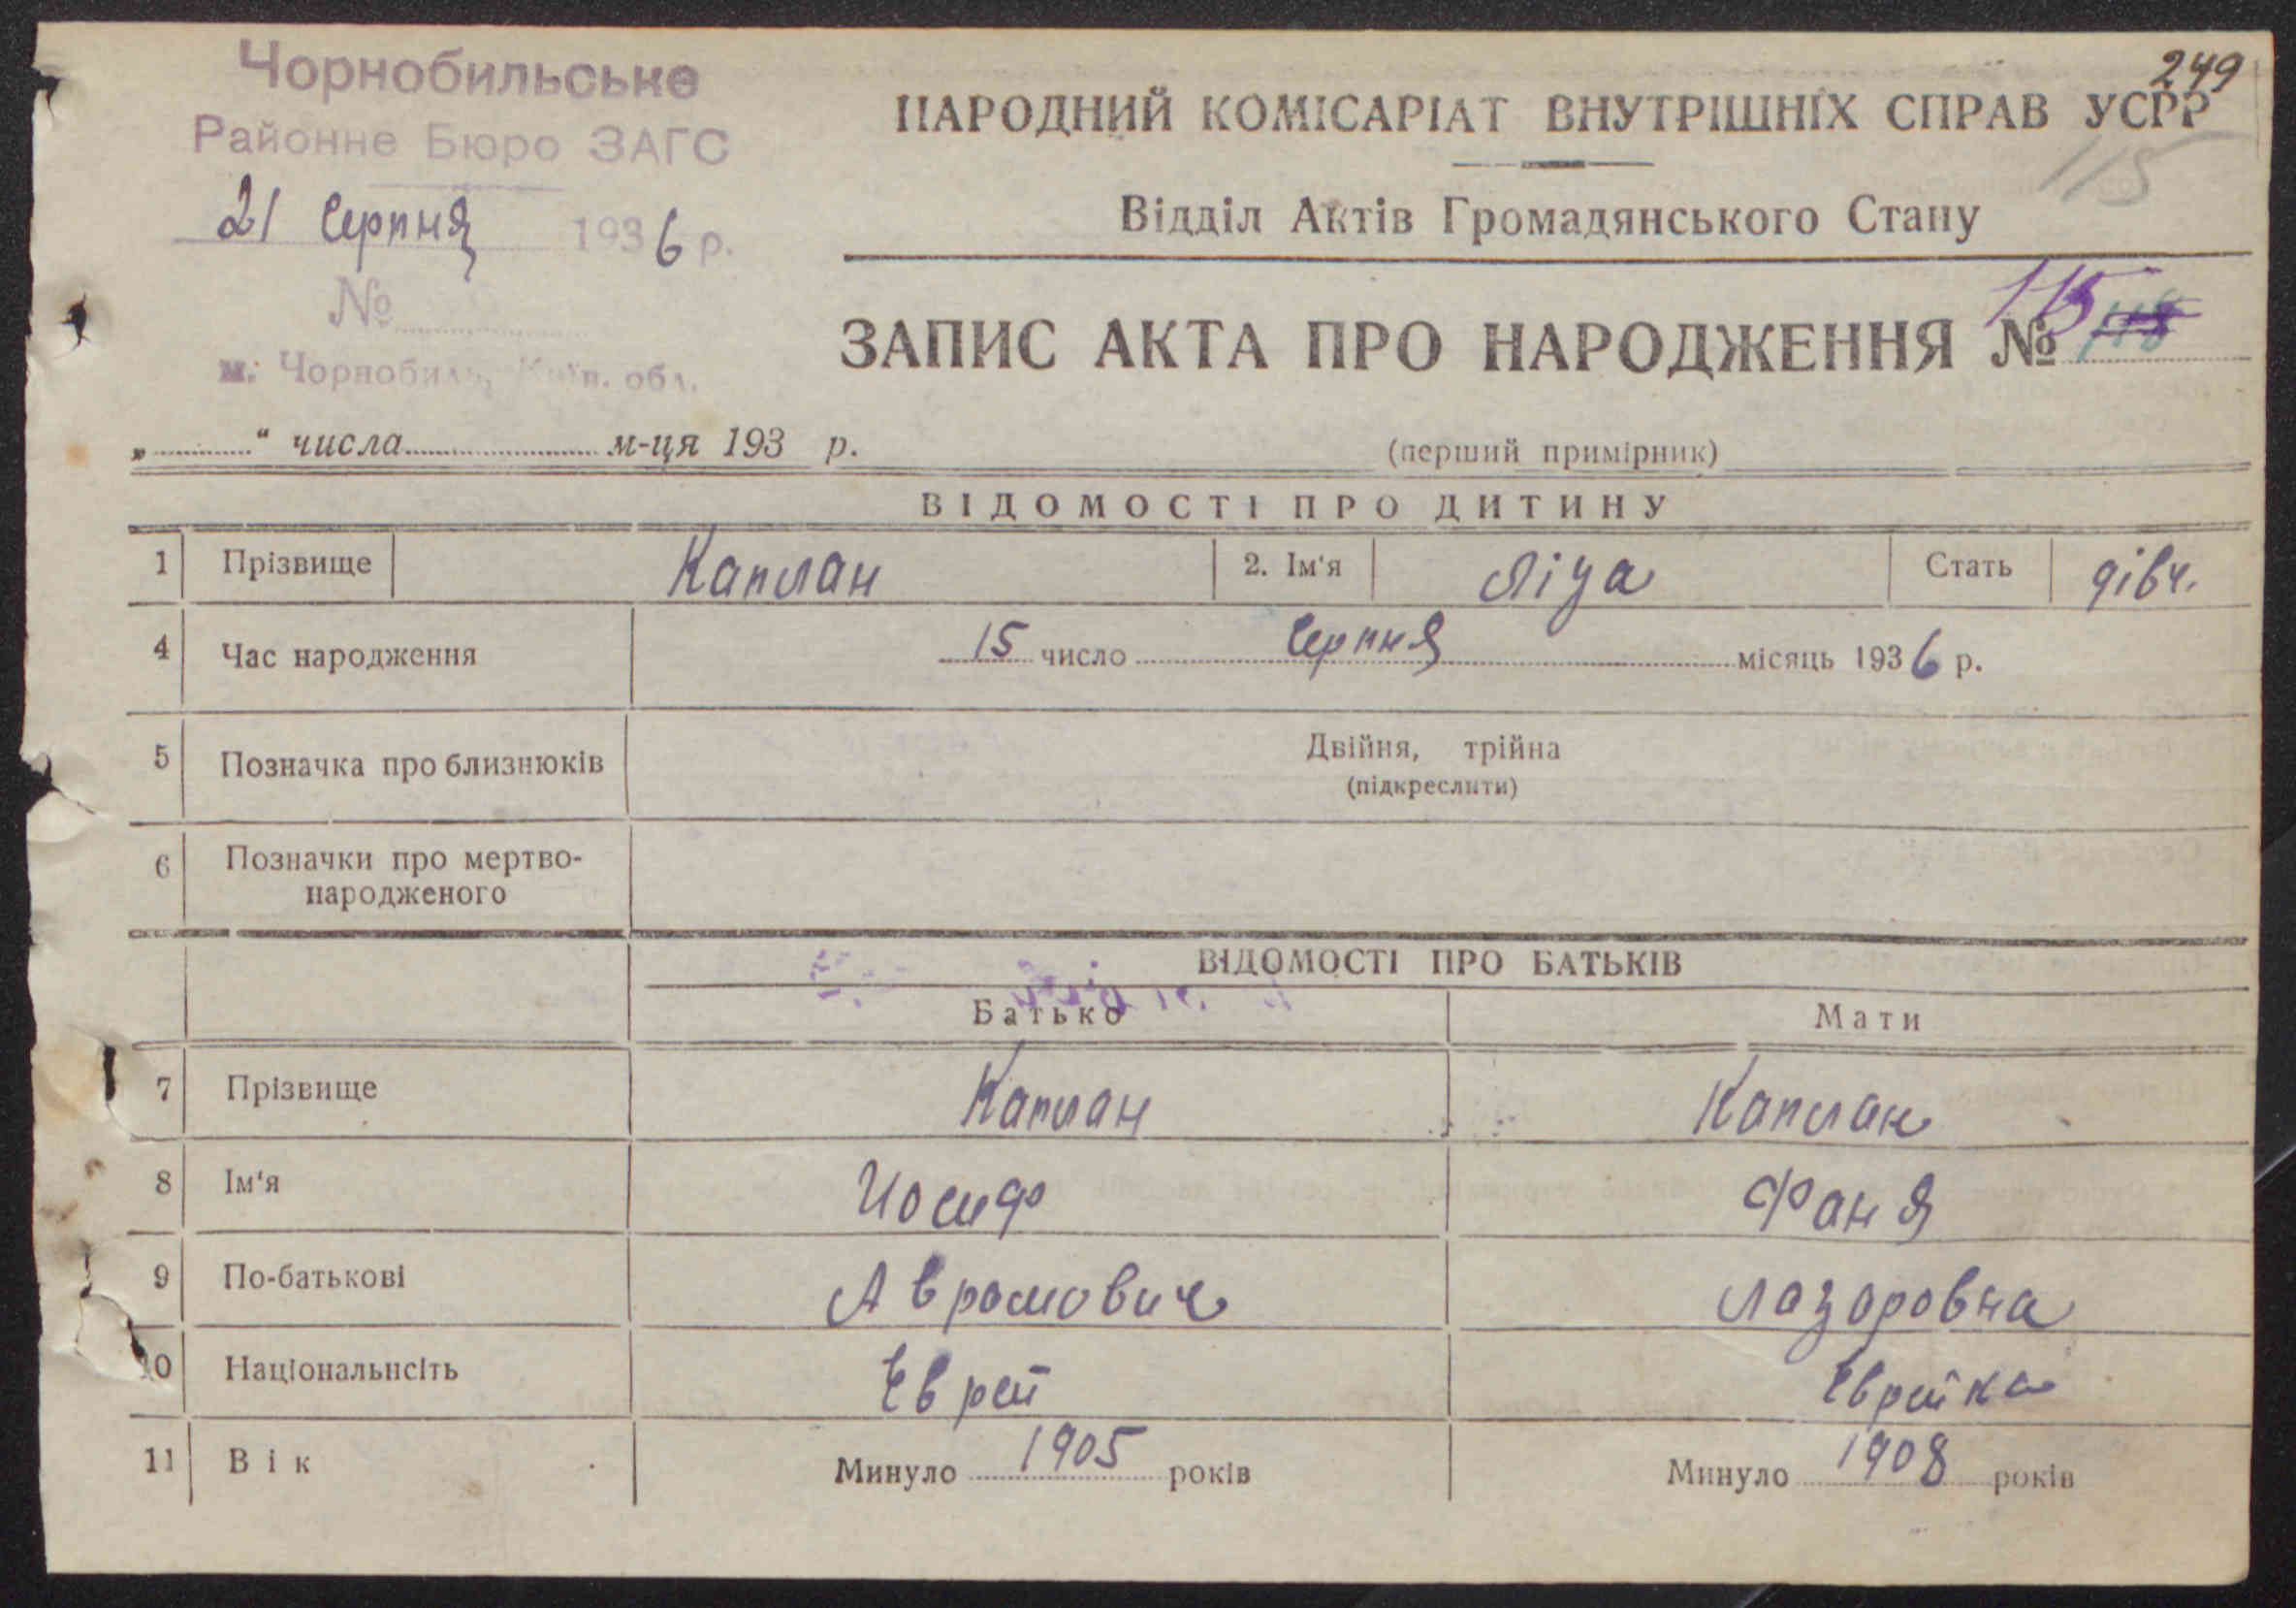 249
Чорнобильське
Районне Бюро ЗАГС
21 Серпня 1936 р.
№
м. Чорнобиль, Київ. обл.
НАРОДНИЙ КОМІСАРІАТ ВНУТРІШНІХ СПРАВ УСРР
115
Відділ Актів Громадянського Стану
ЗАПИС АКТА ПРО НАРОДЖЕННЯ № 115 118
„ “ числа м-ця 193 р.
(перший примірник)
ВІДОМОСТІ ПРО ДИТИНУ
1 Прізвище Каплан 2. Ім'я Ліза Стать дівч.
4 Час народження 15 число Серпня місяць 1936 р.
5 Позначка про близнюків Двійня, трійна
(підкреслити)
6 Позначки про мертво-
народженого
ВІДОМОСТІ ПРО БАТЬКІВ
Батько Мати
7 Прізвище Каплан Каплан
8 Ім'я Иосиф Фаня
9 По-батькові Аврамович Лазаровна
10 Національнсіть Еврей Еврейка
11 Вік Минуло 1905 років Минуло 1908 років